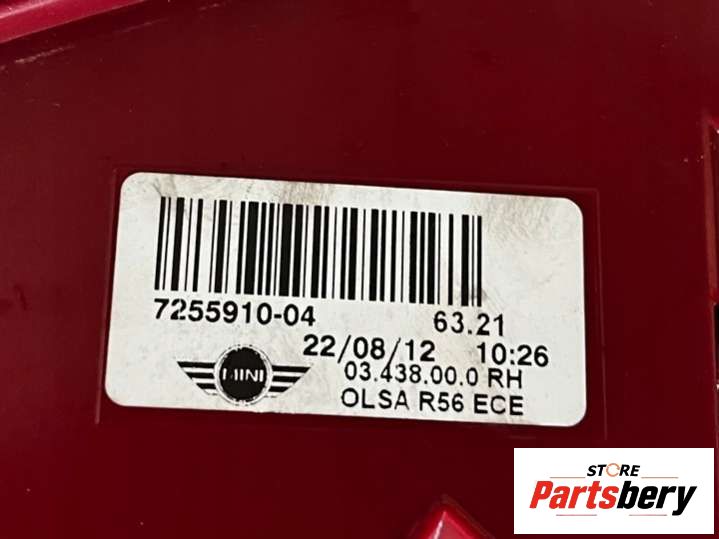 7255910-04 63.21
22/08/12 10:26
MINI
03.438.00.0 RH
OLSA R56 ECE
STORE
Partsbery